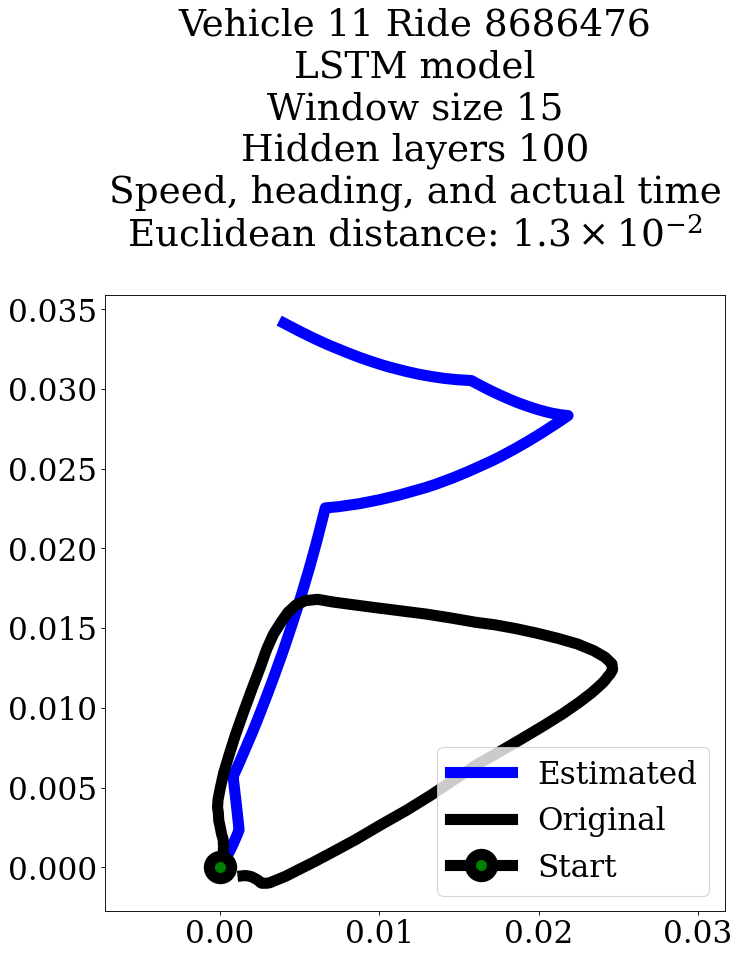 Vehicle 11 Ride 8686476
LSTM model
Window size 15
Hidden layers 100
Speed, heading, and actual time
Euclidean distance: 1.3 × 10⁻²
0.035
0.030
0.025
0.020
0.015
0.010
0.005
0.000
Estimated
Original
Start
0.00 0.01 0.02 0.03